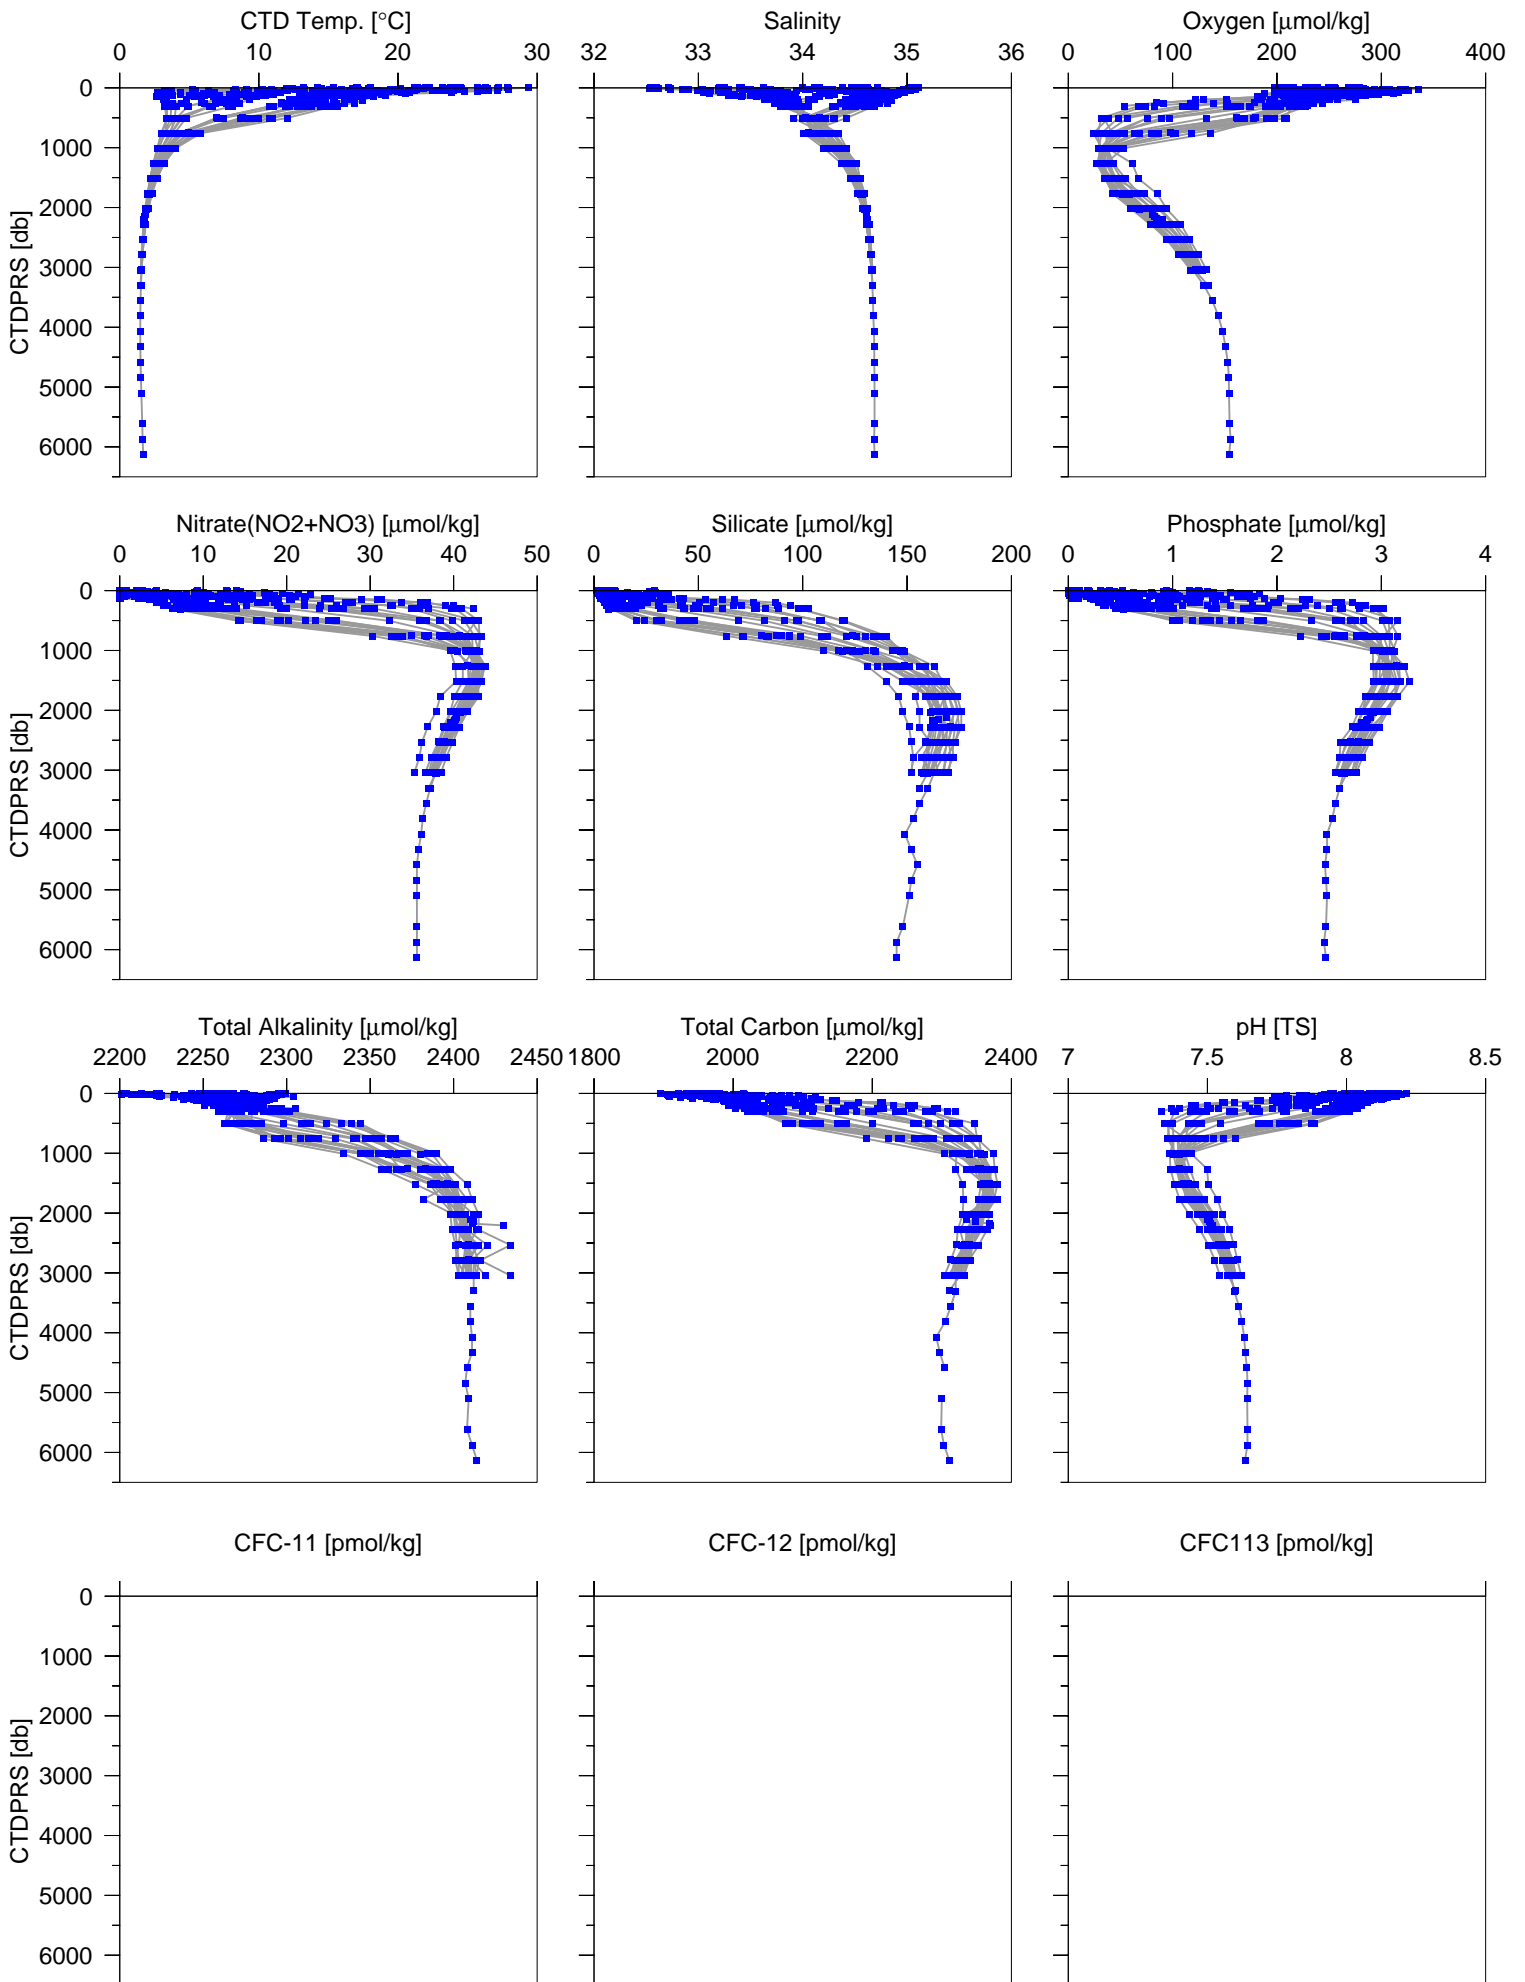 CTD Temp. [°C] Salinity Oxygen [μmol/kg]
0 10 20 30 32 33 34 35 36 0 100 200 300 400
0
1000
2000
3000
4000
5000
6000
CTDPRS [db]
Nitrate(NO2+NO3) [μmol/kg] Silicate [μmol/kg] Phosphate [μmol/kg]
0 10 20 30 40 50 0 50 100 150 200 0 1 2 3 4
0
1000
2000
3000
4000
5000
6000
CTDPRS [db]
Total Alkalinity [μmol/kg] Total Carbon [μmol/kg] pH [TS]
2200 2250 2300 2350 2400 2450 1800 2000 2200 2400 7 7.5 8 8.5
0
1000
2000
3000
4000
5000
6000
CTDPRS [db]
CFC-11 [pmol/kg] CFC-12 [pmol/kg] CFC113 [pmol/kg]
0
1000
2000
3000
4000
5000
6000
CTDPRS [db]